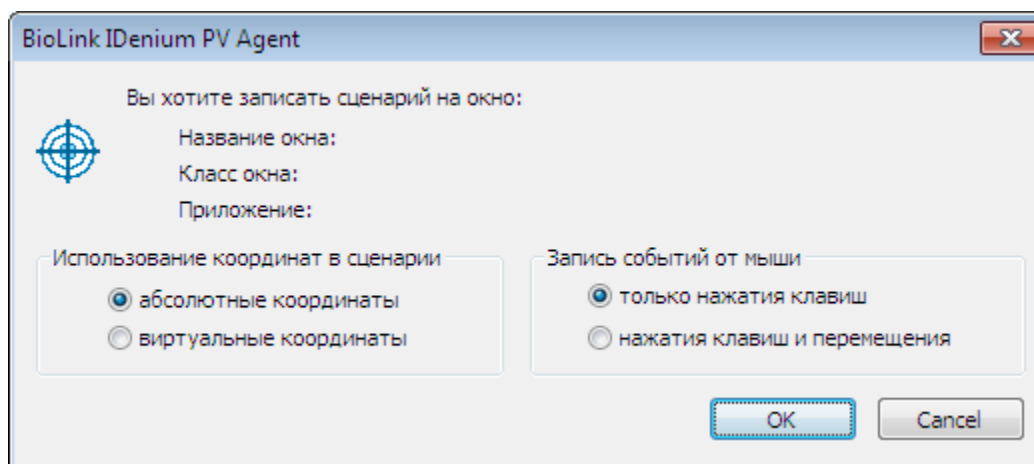 BioLink IDenium PV Agent
Вы хотите записать сценарий на окно:
Название окна:
Класс окна:
Приложение:
Использование координат в сценарии
абсолютные координаты
виртуальные координаты
Запись событий от мыши
только нажатия клавиш
нажатия клавиш и перемещения
OK
Cancel